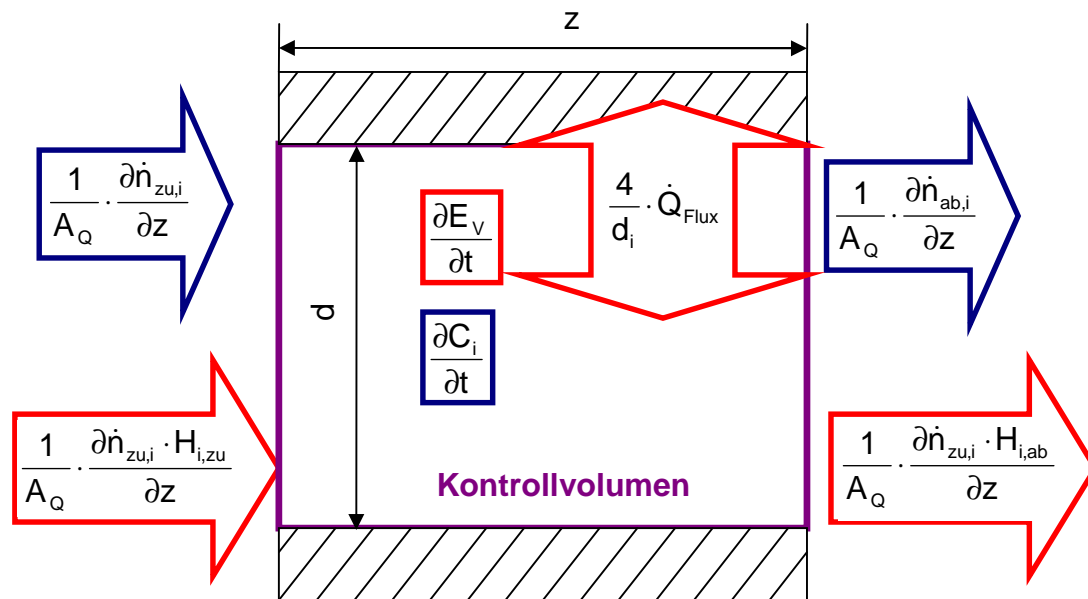 z
1/A_Q · ∂ṅ_zu,i/∂z
∂E_V/∂t
4/d_i · Q̇_Flux
1/A_Q · ∂ṅ_ab,i/∂z
d
∂C_i/∂t
1/A_Q · ∂ṅ_zu,i · H_i,zu/∂z
Kontrollvolumen
1/A_Q · ∂ṅ_zu,i · H_i,ab/∂z